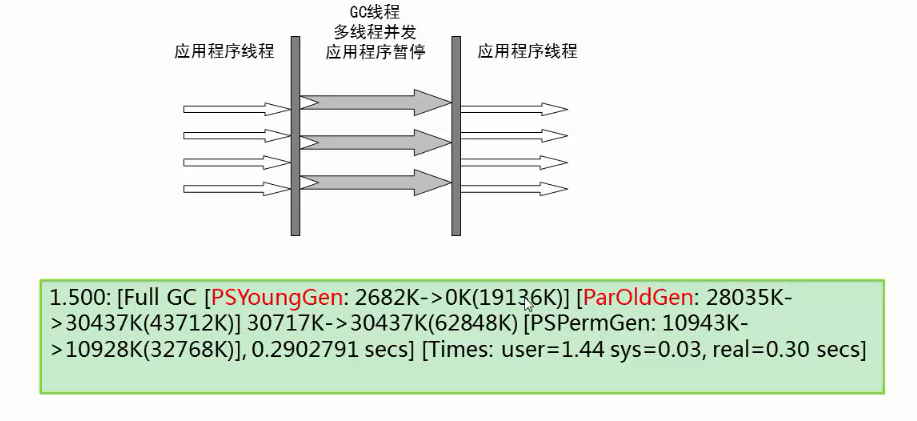 GC线程
多线程并发
应用程序线程
应用程序暂停
应用程序线程
1.500: [Full GC [PSYoungGen: 2682K->0K(19136K)] [ParOldGen: 28035K-
>30437K(43712K)] 30717K->30437K(62848K) [PSPermGen: 10943K-
>10928K(32768K)], 0.2902791 secs] [Times: user=1.44 sys=0.03, real=0.30 secs]